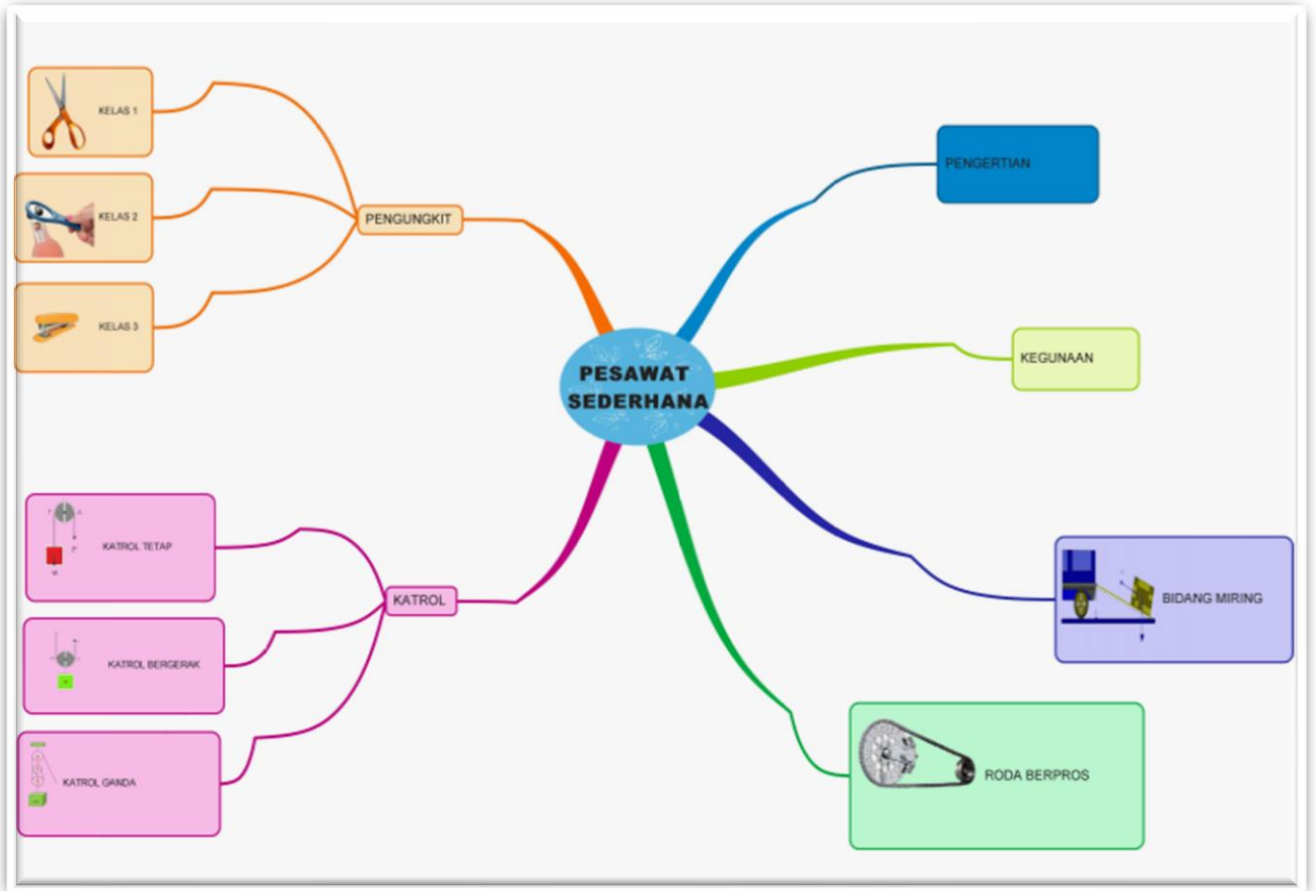 PESAWAT
SEDERHANA
PENGERTIAN
KEGUNAAN
BIDANG MIRING
RODA BERPROS
PENGUNGKIT
KELAS 1
KELAS 2
KELAS 3
KATROL
KATROL TETAP
KATROL BERGERAK
KATROL GANDA